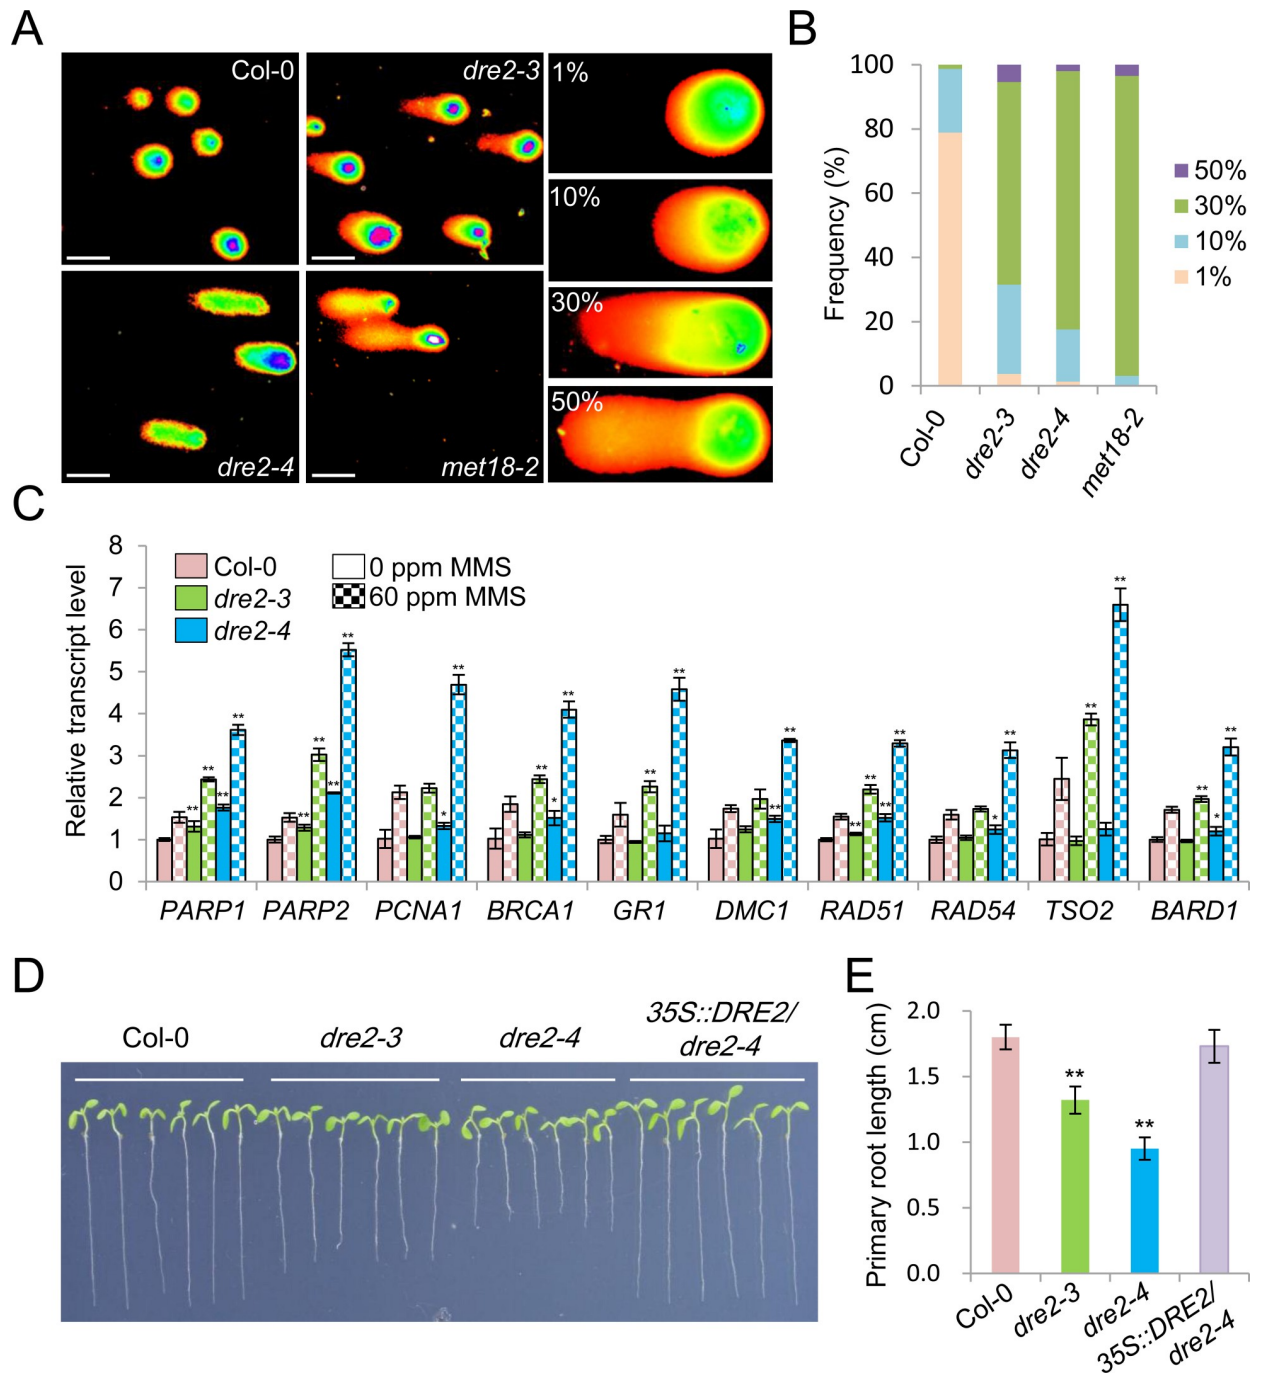 A
Col-0
dre2-3
dre2-4
met18-2
1%
10%
30%
50%
B
Frequency (%)
100
80
60
40
20
0
Col-0
dre2-3
dre2-4
met18-2
50%
30%
10%
1%
C
Relative transcript level
8
7
6
5
4
3
2
1
0
Col-0
dre2-3
dre2-4
0 ppm MMS
60 ppm MMS
** ** ** **
** ** ** **
* **
** * **
** **
** **
** ** ** **
* **
** **
** * **
PARP1 PARP2 PCNA1 BRCA1 GR1 DMC1 RAD51 RAD54 TSO2 BARD1
D
Col-0
dre2-3
dre2-4
35S::DRE2/
dre2-4
E
Primary root length (cm)
2.0
1.5
1.0
0.5
0.0
**
**
Col-0
dre2-3
dre2-4
35S::DRE2/
dre2-4